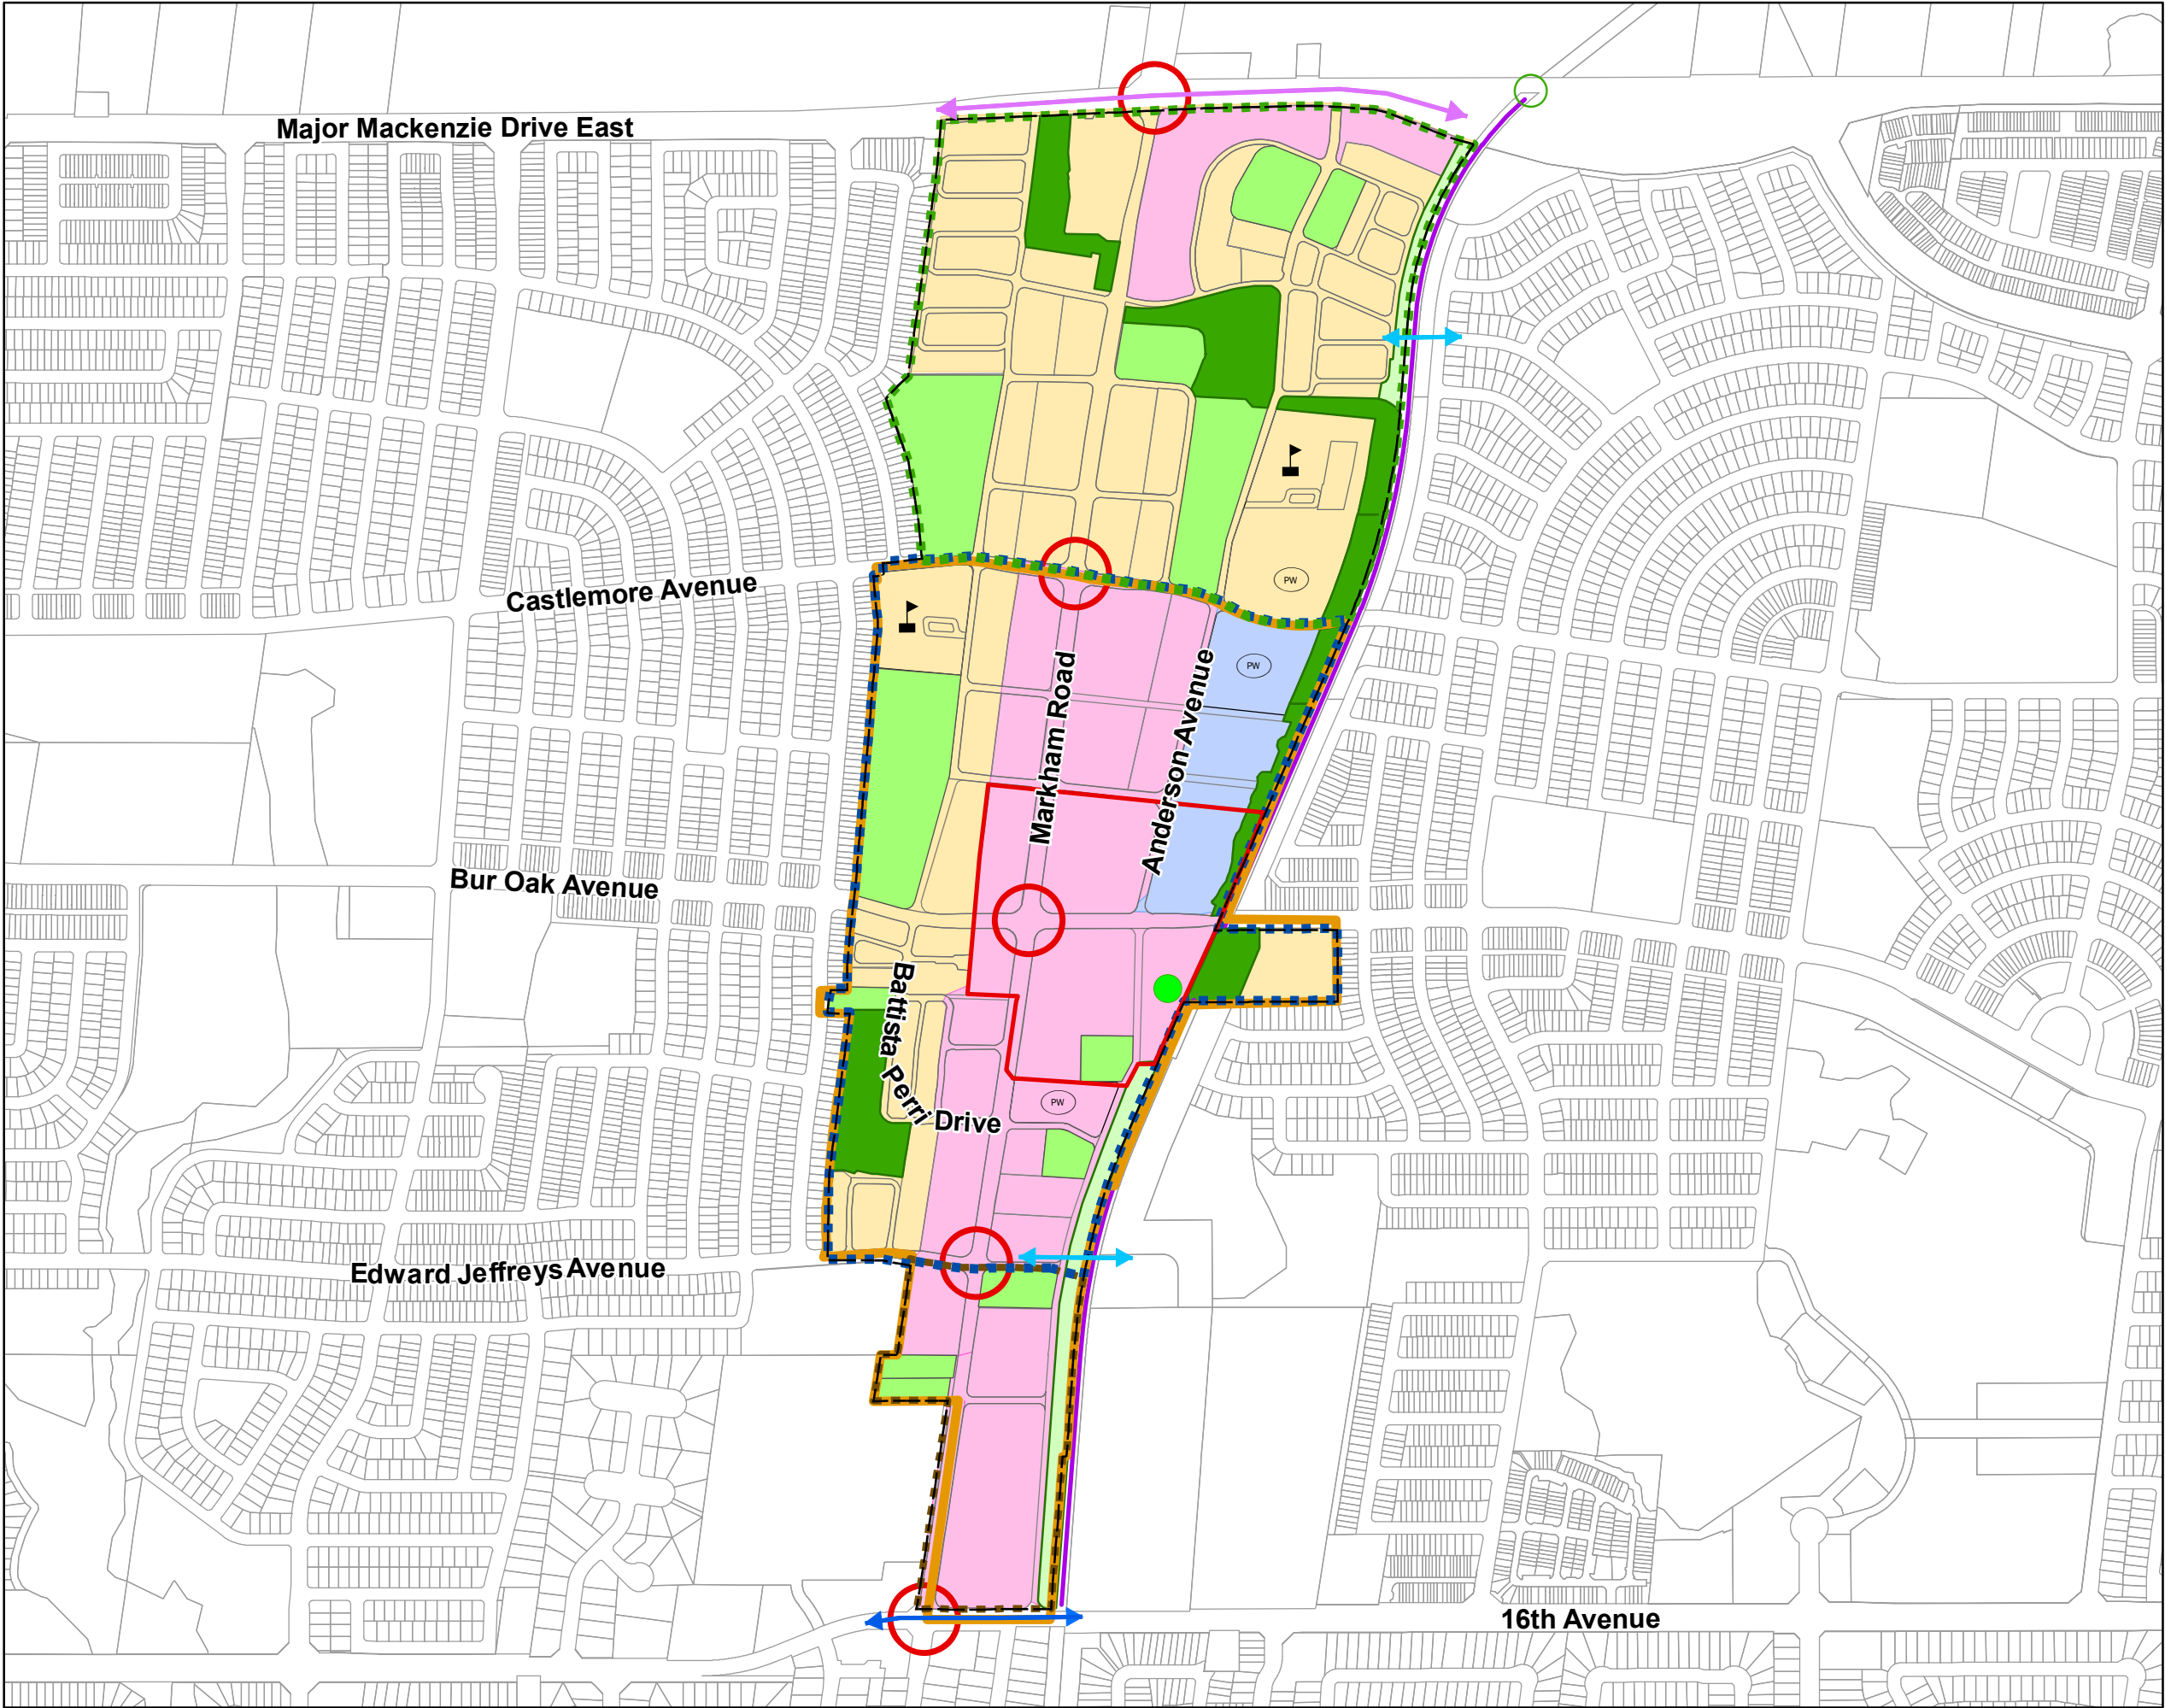 Major Mackenzie Drive East
Castlemore Avenue
PW
PW
Markham Road
Anderson Avenue
Bur Oak Avenue
Battista Perri Drive
PW
Edward Jeffreys Avenue
16th Avenue